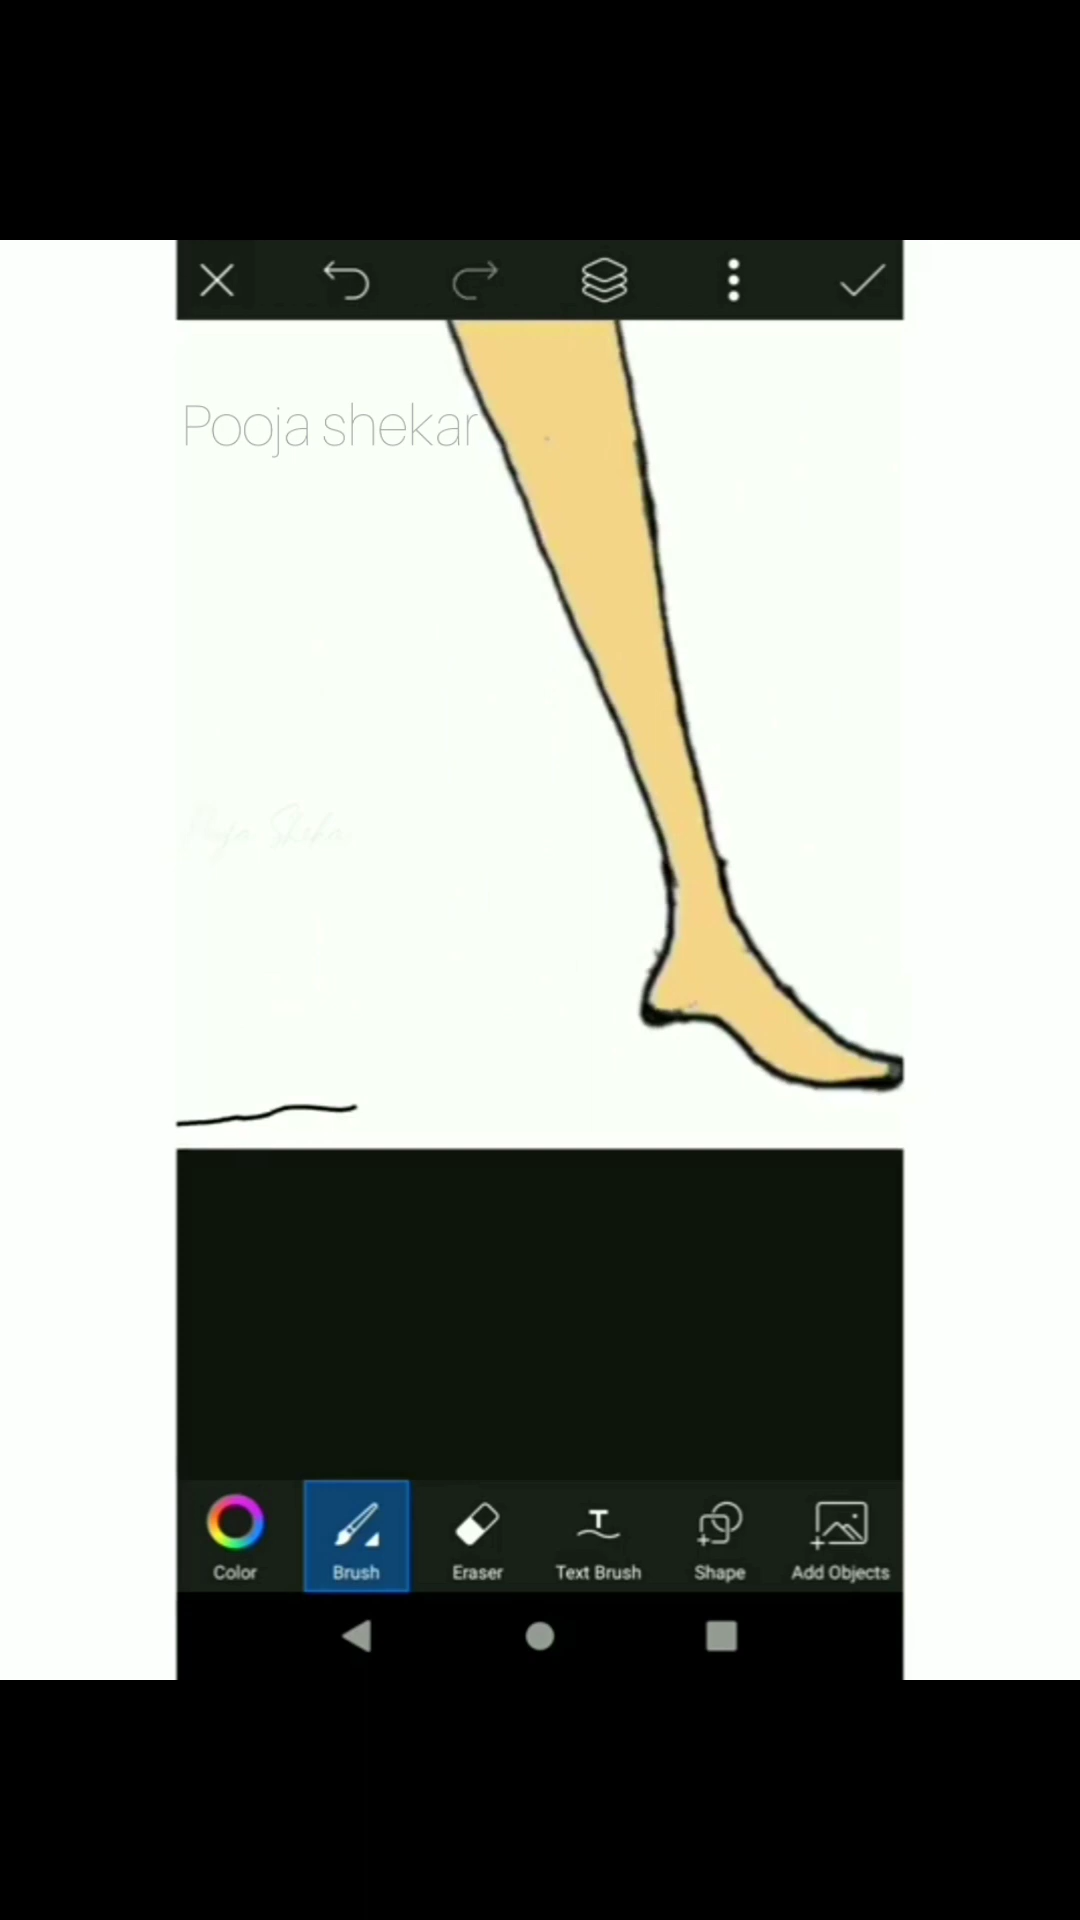 Pooja shekar
Color
Brush
Eraser
Text Brush
Shape
Add Objects